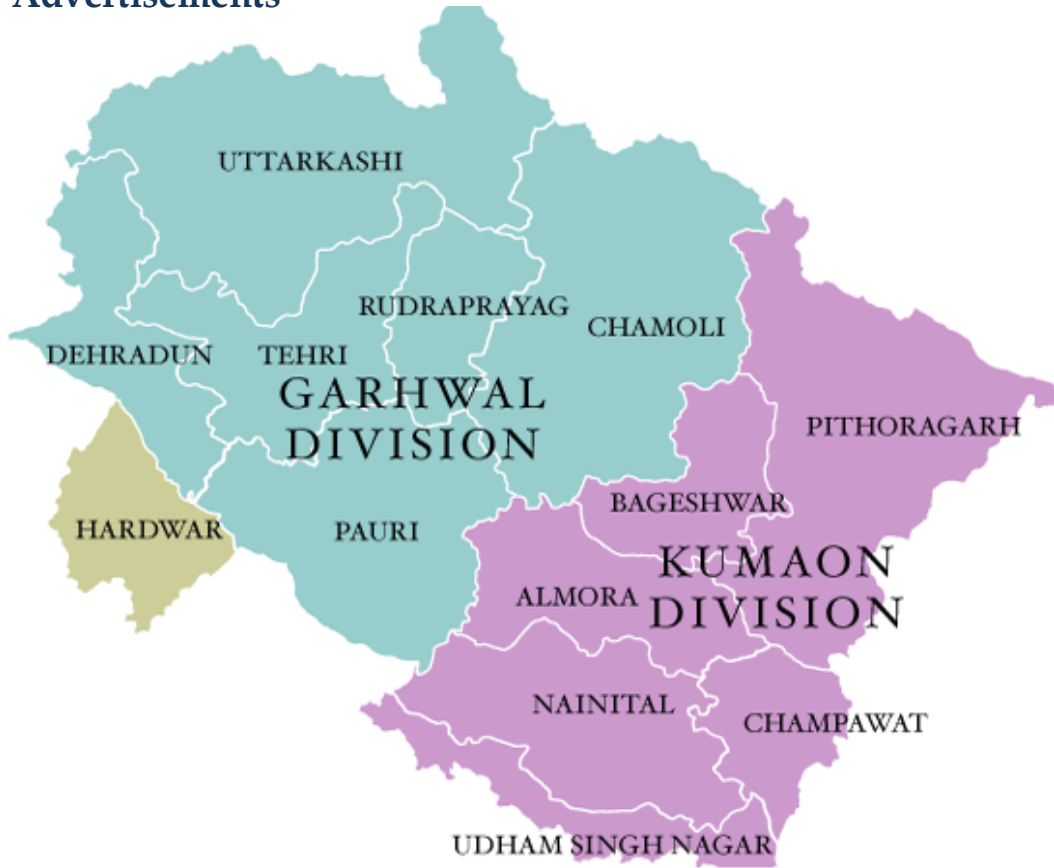 Advertisements
UTTARKASHI
RUDRAPRAYAG
CHAMOLI
DEHRADUN
TEHRI
GARHWAL
DIVISION
PITHORAGARH
BAGESHWAR
HARDWAR
PAURI
KUMAON
DIVISION
ALMORA
NAINITAL
CHAMPAWAT
UDHAM SINGH NAGAR